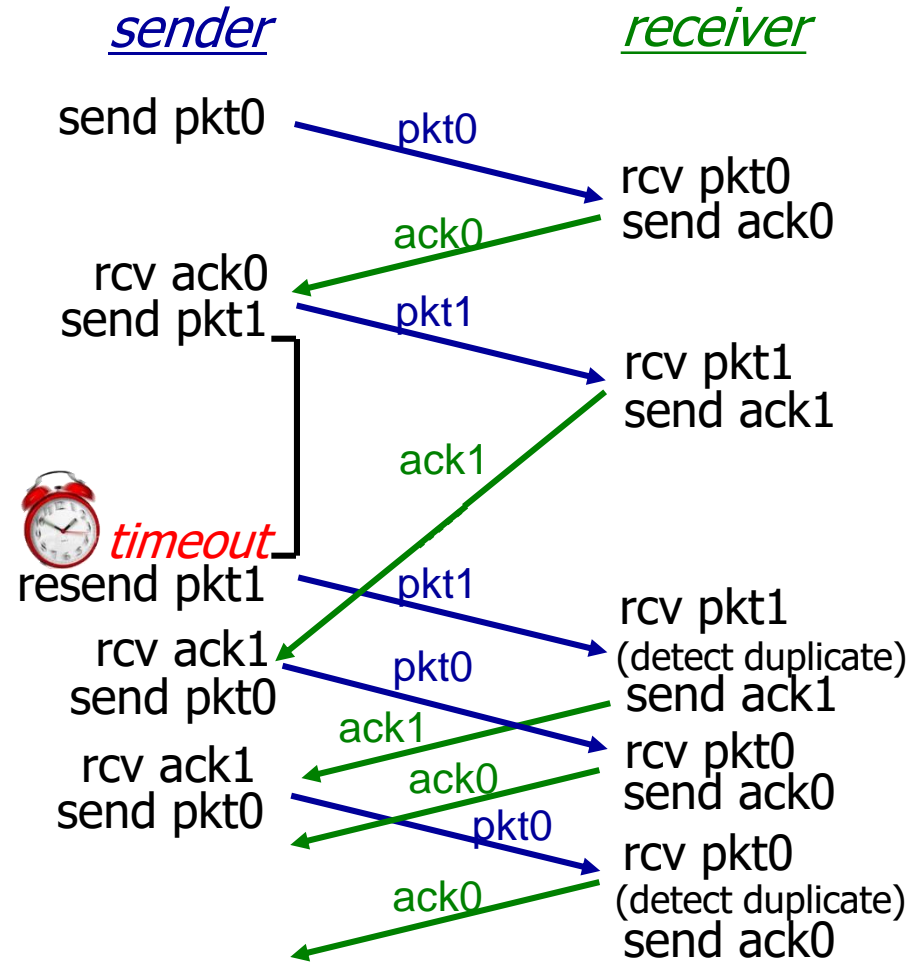 sender
receiver
send pkt0
pkt0
rcv pkt0
send ack0
ack0
rcv ack0
send pkt1
pkt1
rcv pkt1
send ack1
ack1
timeout
resend pkt1
pkt1
rcv pkt1
(detect duplicate)
send ack1
rcv ack1
send pkt0
pkt0
ack1
rcv pkt0
send ack0
rcv ack1
send pkt0
ack0
pkt0
rcv pkt0
(detect duplicate)
send ack0
ack0